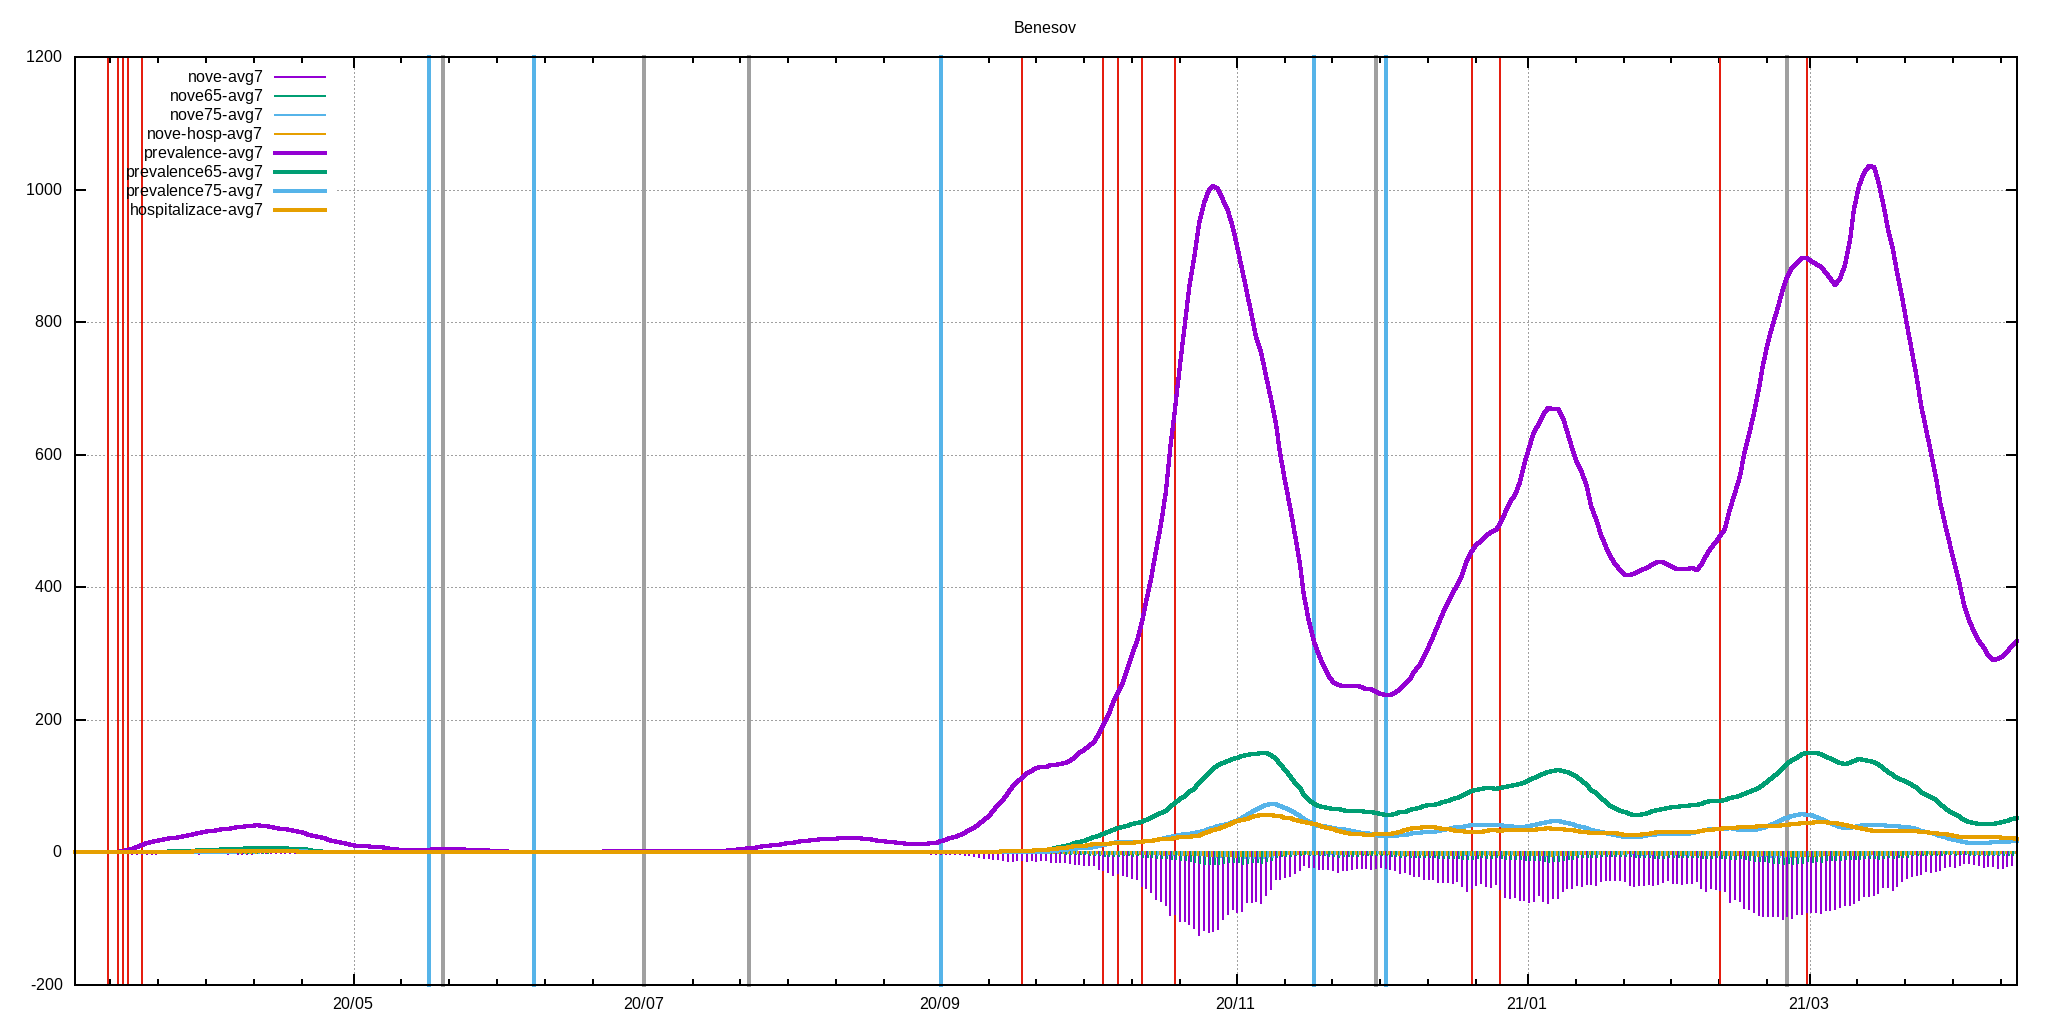 Benesov
1200
1000
800
600
400
200
0
-200
nove-avg7
nove65-avg7
nove75-avg7
nove-hosp-avg7
prevalence-avg7
prevalence65-avg7
prevalence75-avg7
hospitalizace-avg7
20/05
20/07
20/09
20/11
21/01
21/03